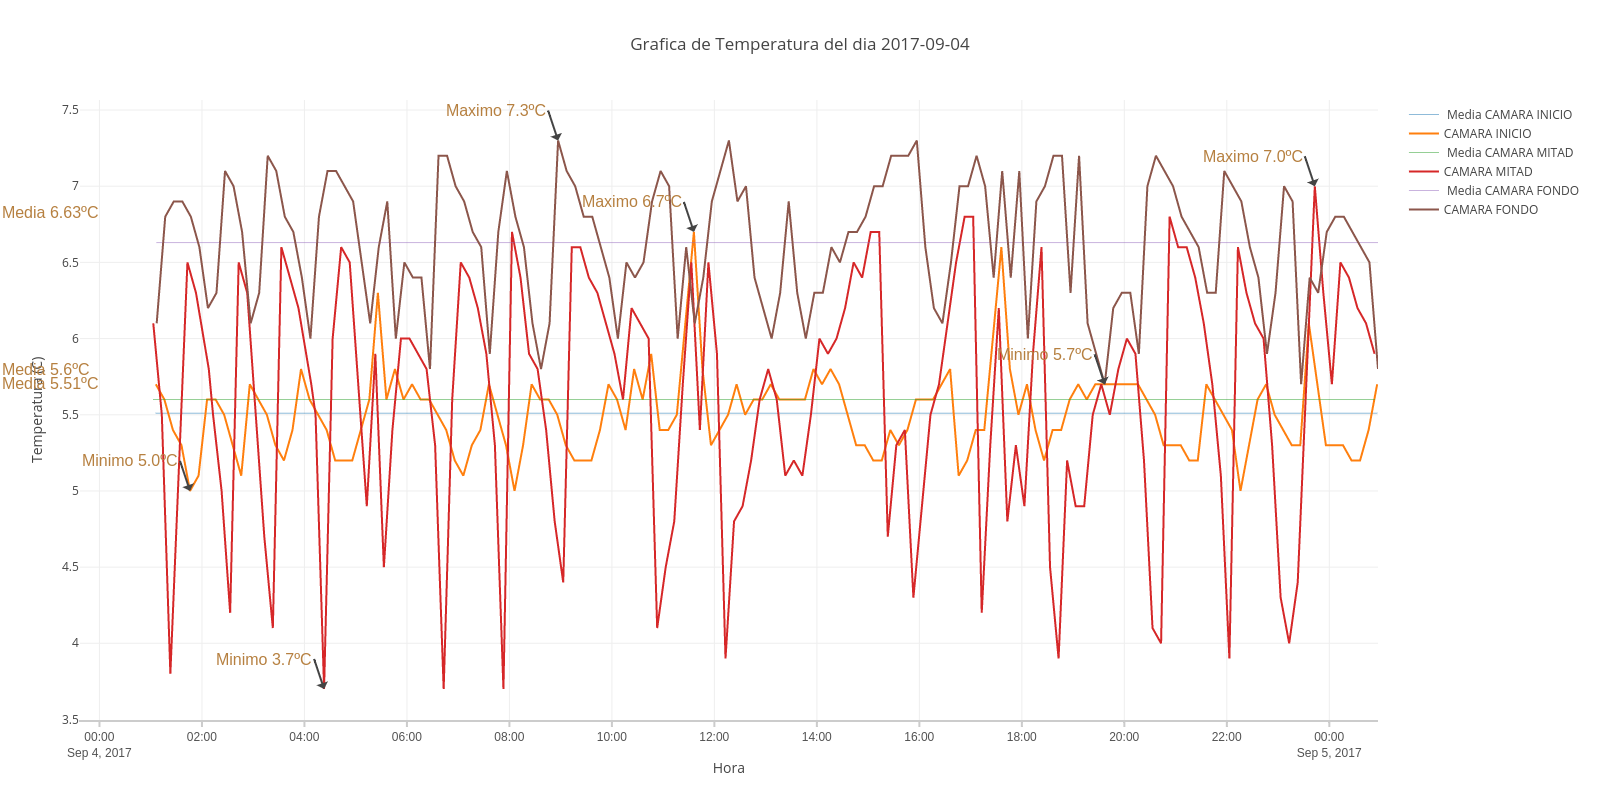 Grafica de Temperatura del dia 2017-09-04
Maximo 7.3ºC
Maximo 6.7ºC
Maximo 7.0ºC
Media 6.63ºC
Media 5.6ºC
Media 5.51ºC
Minimo 5.7ºC
Minimo 5.0ºC
Minimo 3.7ºC
Temperatura(C)
7.5
7
6.5
6
5.5
5
4.5
4
3.5
00:00
Sep 4, 2017
02:00
04:00
06:00
08:00
10:00
12:00
14:00
16:00
18:00
20:00
22:00
00:00
Sep 5, 2017
Hora
Media CAMARA INICIO
CAMARA INICIO
Media CAMARA MITAD
CAMARA MITAD
Media CAMARA FONDO
CAMARA FONDO